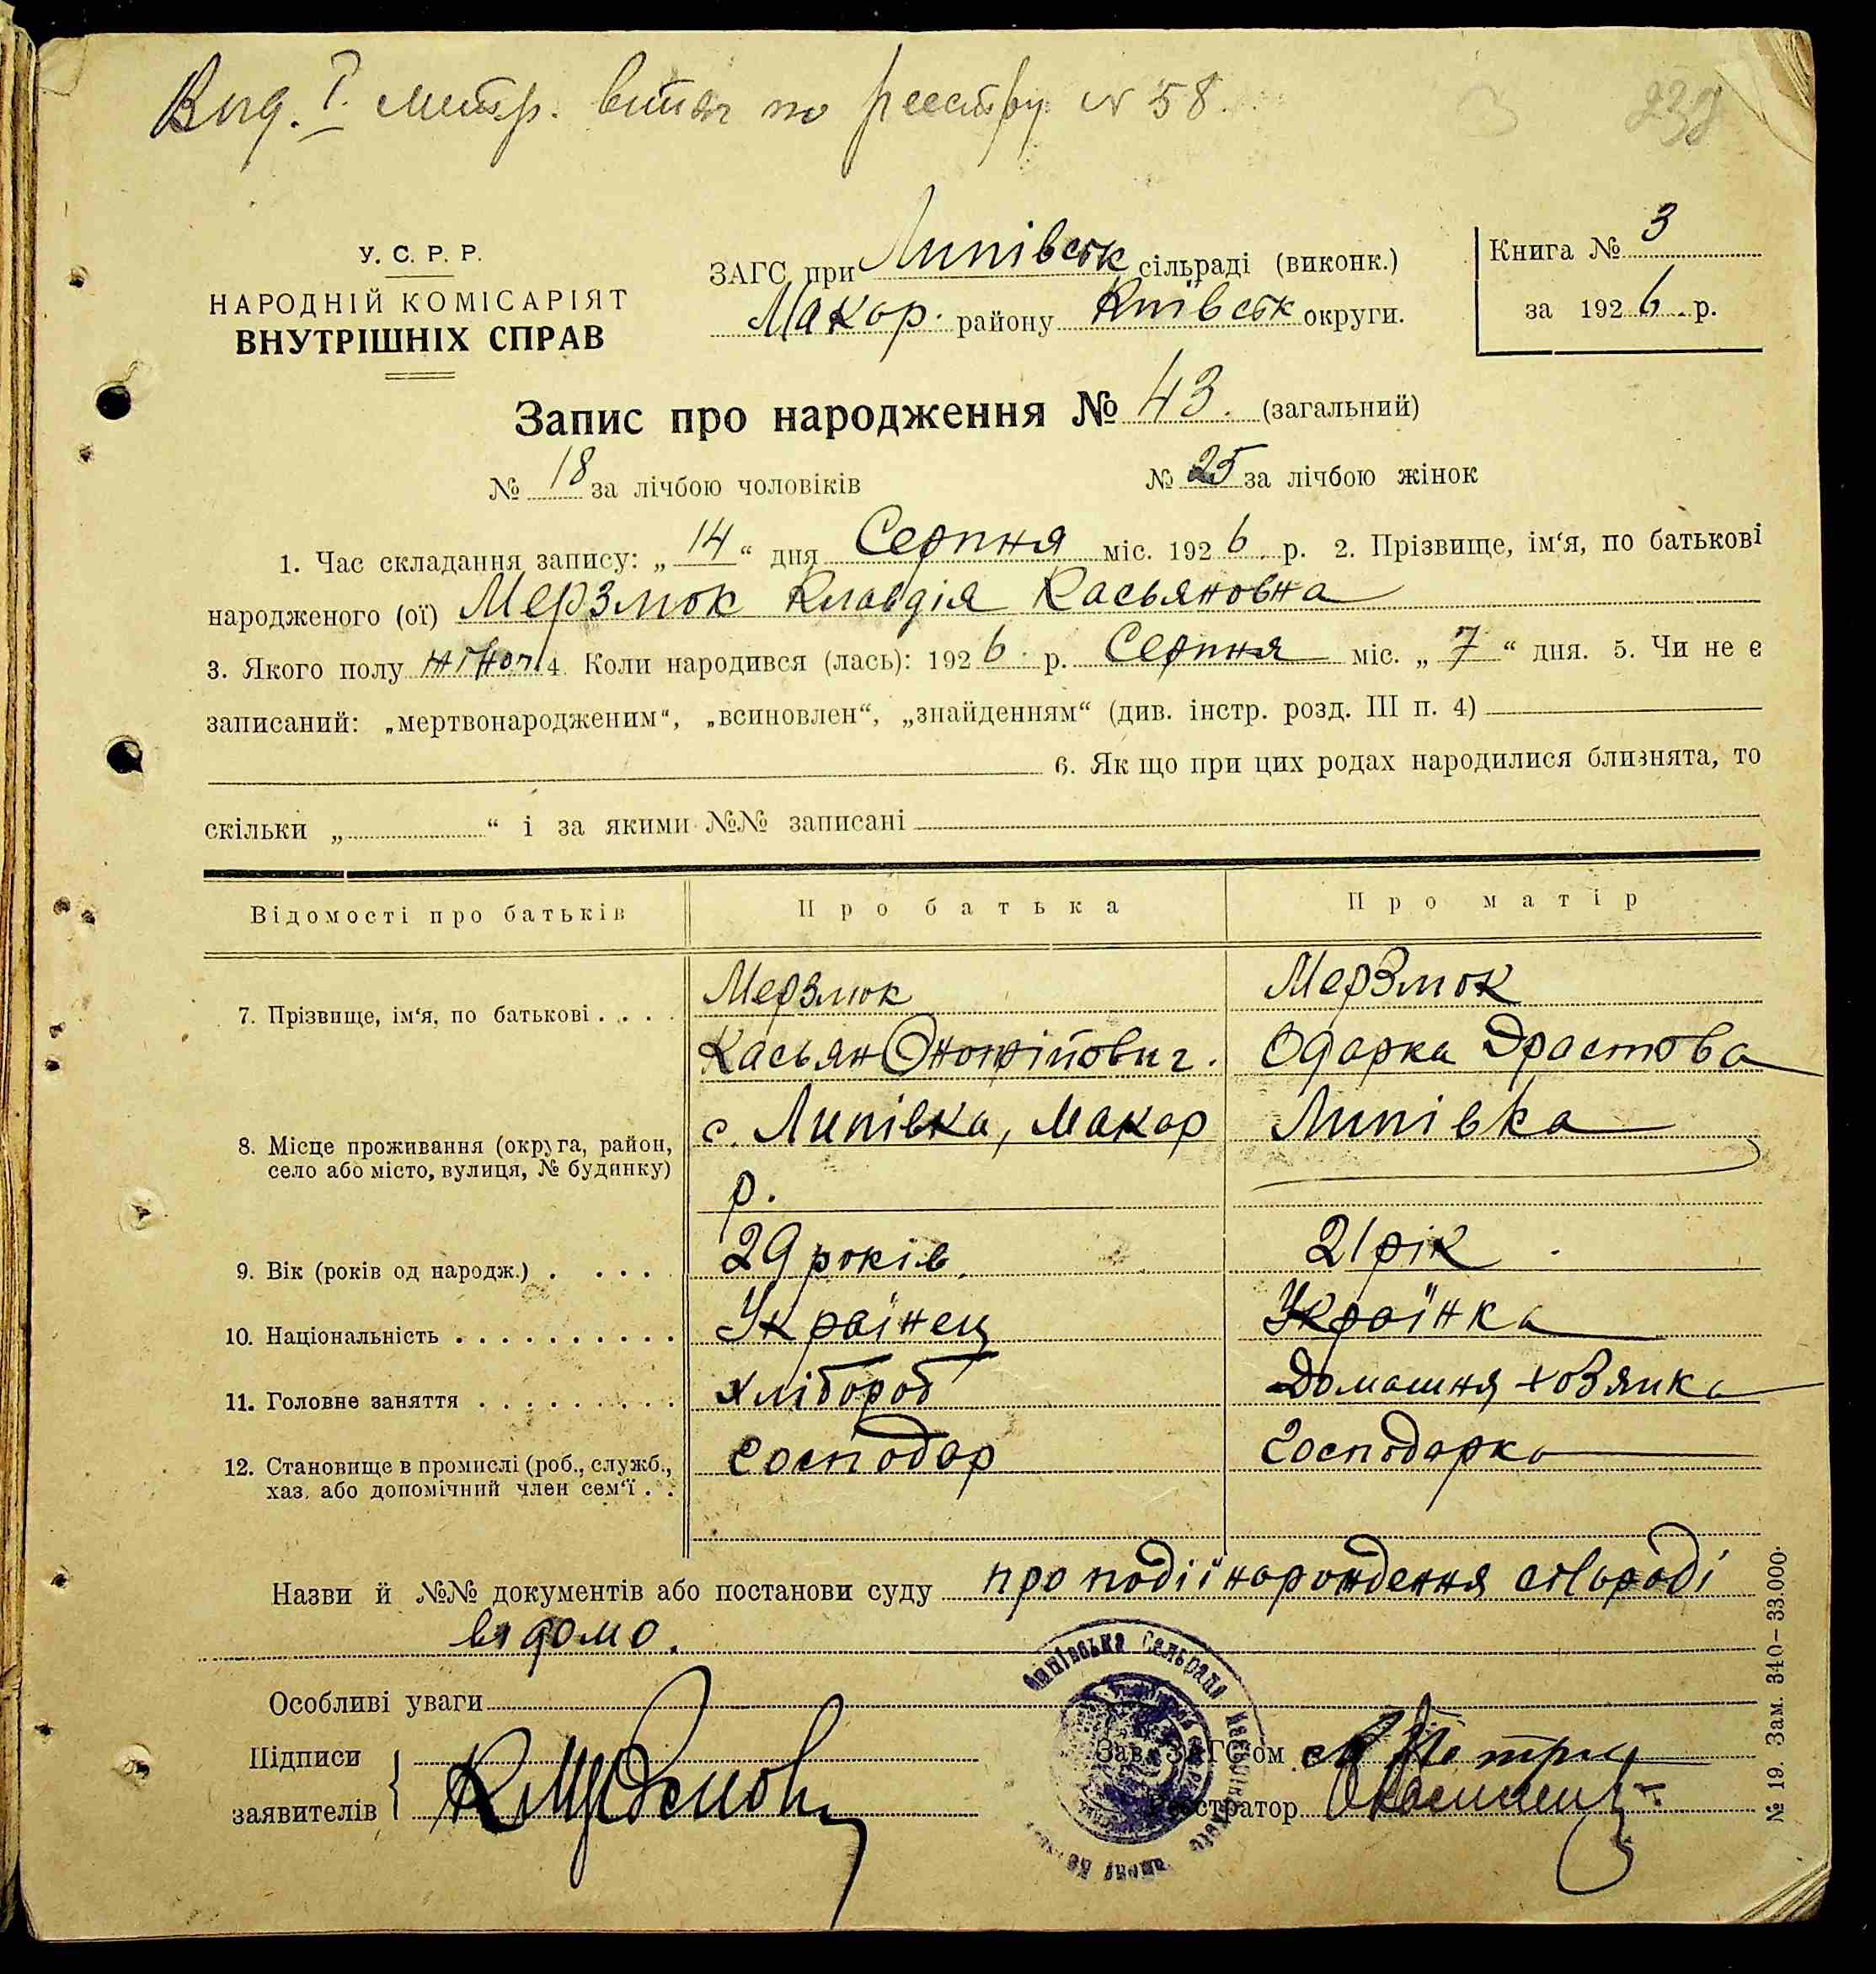 Вид. І. метр. витяг по реєстру № 58.
238
У. С. Р. Р.
НАРОДНІЙ КОМІСАРІЯТ
ВНУТРІШНІХ СПРАВ
ЗАГС при Липівськ сільраді (виконк.)
Макар. району Київськ округи.
Книга № 3
за 1926 . р.
Запис про народження № 43. (загальний)
№ 18 за лічбою чоловіків № 25 за лічбою жінок
1. Час складання запису: „ 14 “ дня Серпня міс. 1926 . р. 2. Прізвище, ім‘я, по батькові
народженого (ої) Мерзлюк Клавдія Касьяновна
3. Якого полу жіноч 4. Коли народився (лась): 1926 . р. Серпня міс. „ 7 “ дня. 5. Чи не є
записаний: „мертвонародженим“, „всиновлен“, „знайденням“ (див. інстр. розд. III п. 4)
6. Як що при цих родах народилися близнята, то
скільки „ “ і за якими №№ записані
Відомості про батьків Про батька Про матір
7. Прізвище, ім‘я, по батькові . . . . Мерзлюк Мерзлюк
Касьян Онопрійович. Одарка Драстова
8. Місце проживання (округа, район, с. Липівка, Макар Липівка
село або місто, вулиця, № будинку) р.
9. Вік (років од народж.) . . . . 29 років. 21 рік .
10. Національність . . . . . . . . . . Українец Українка
11. Головне заняття . . . . . . . . . хлібороб Домашня хозяйка
12. Становище в промислі (роб., служб., господар Господарка
хаз. або допомічний член сем‘ї . .
Назви й №№ документів або постанови суду про події народження сільраді
відомо.
Особливі уваги
Підписи
заявителів
Липівська Сельрада
Зав. ЗАГС‘ом
Реєстратор
№ 19. Зам. 340–33.000.